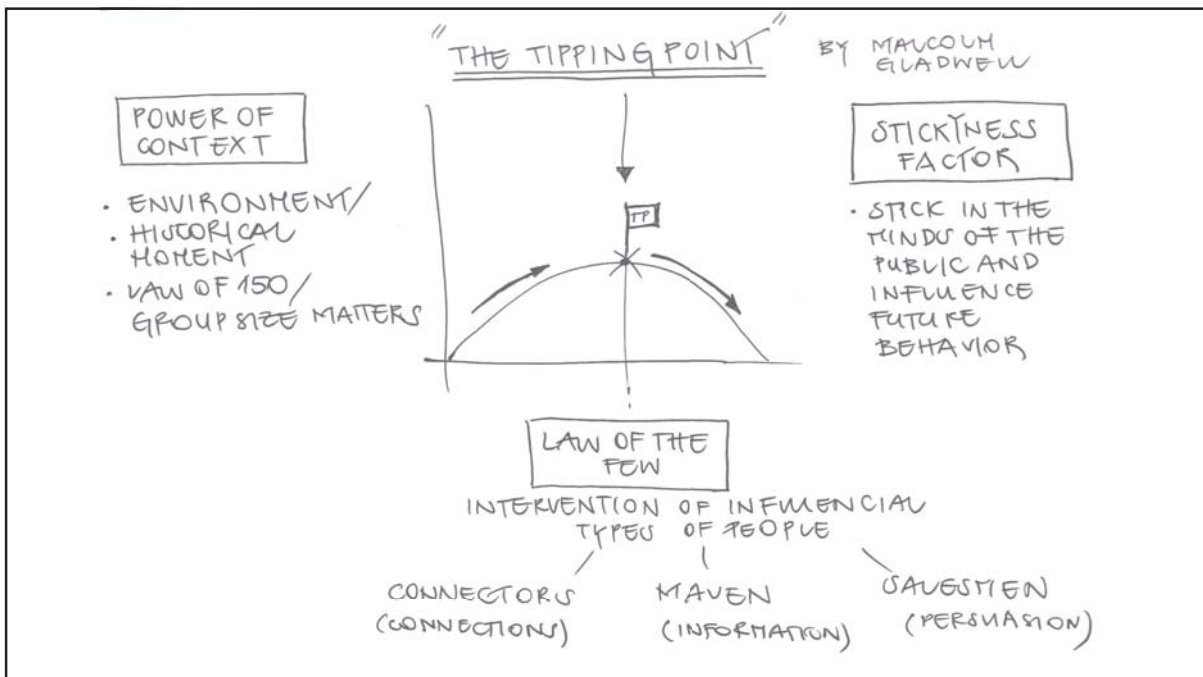 "THE TIPPING POINT"
BY MALCOLM
GLADWELL
POWER OF
CONTEXT
· ENVIRONMENT/
· HISTORICAL
MOMENT
· LAW OF 150/
GROUP SIZE MATTERS
TP
STICKYNESS
FACTOR
· STICK IN THE
MINDS OF THE
PUBLIC AND
INFLUENCE
FUTURE
BEHAVIOR
LAW OF THE
FEW
INTERVENTION OF INFLUENCIAL
TYPES OF PEOPLE
CONNECTORS
(CONNECTIONS)
MAVEN
(INFORMATION)
SALESMEN
(PERSUASION)